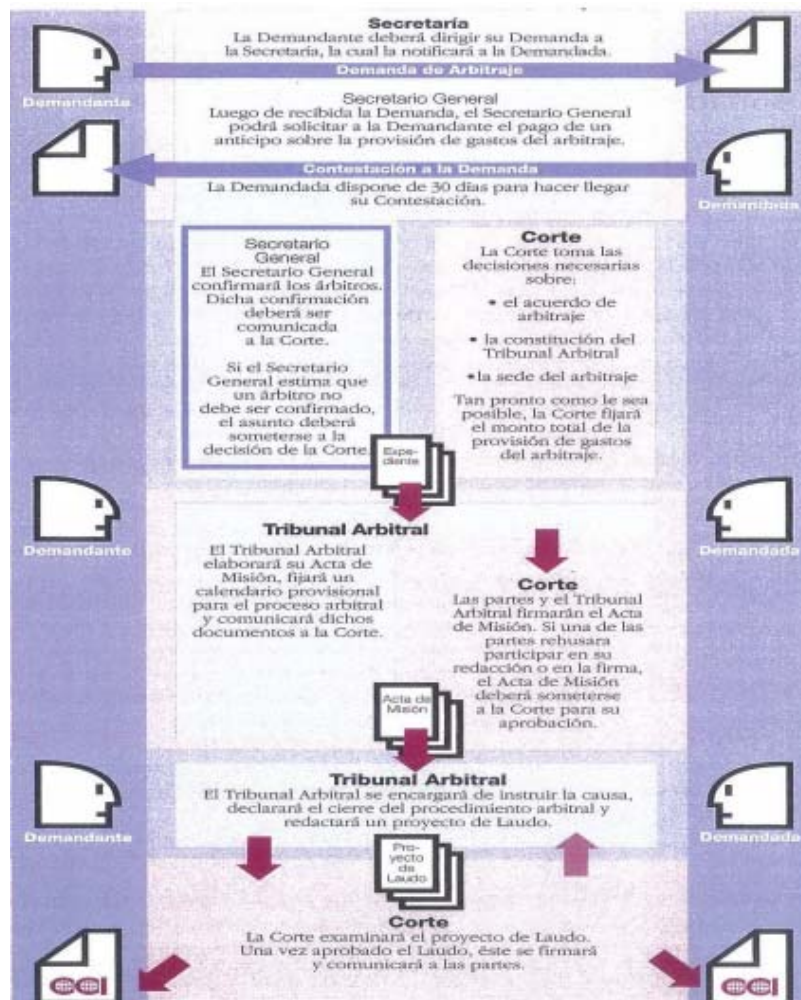 Secretaría
La Demandante deberá dirigir su Demanda a
la Secretaría, la cual la notificará a la Demandada.
Demanda de Arbitraje
Demandante
Secretario General
Luego de recibida la Demanda, el Secretario General
podrá solicitar a la Demandante el pago de un
anticipo sobre la provisión de gastos del arbitraje.
Contestación a la Demanda
La Demandada dispone de 30 días para hacer llegar
su Contestación.
Demandada
Secretario
General
El Secretario General
confirmará los árbitros.
Dicha confirmación
deberá ser
comunicada
a la Corte.
Si el Secretario
General estima que
un árbitro no
debe ser confirmado,
el asunto deberá
someterse a la
decisión de la Corte.
Corte
La Corte toma las
decisiones necesarias
sobre:
• el acuerdo de
arbitraje
• la constitución del
Tribunal Arbitral
•la sede del arbitraje
Tan pronto como le sea
posible, la Corte fijará
el monto total de la
provisión de gastos
del arbitraje.
Expe-
diente
Demandante
Demandada
Tribunal Arbitral
El Tribunal Arbitral
elaborará su Acta de
Misión, fijará un
calendario provisional
para el proceso arbitral
y comunicará dichos
documentos a la Corte.
Corte
Las partes y el Tribunal
Arbitral firmarán el Acta
de Misión. Si una de las
partes rehusara
participar en su
redacción o en la firma,
el Acta de Misión
deberá someterse
a la Corte para su
aprobación.
Acta de
Misión
Tribunal Arbitral
El Tribunal Arbitral se encargará de instruir la causa,
declarará el cierre del procedimiento arbitral y
redactará un proyecto de Laudo.
Demandante
Demandada
Pro-
yecto
de
Laudo
Corte
La Corte examinará el proyecto de Laudo.
Una vez aprobado el Laudo, éste se firmará
y comunicará a las partes.
CCI
CCI